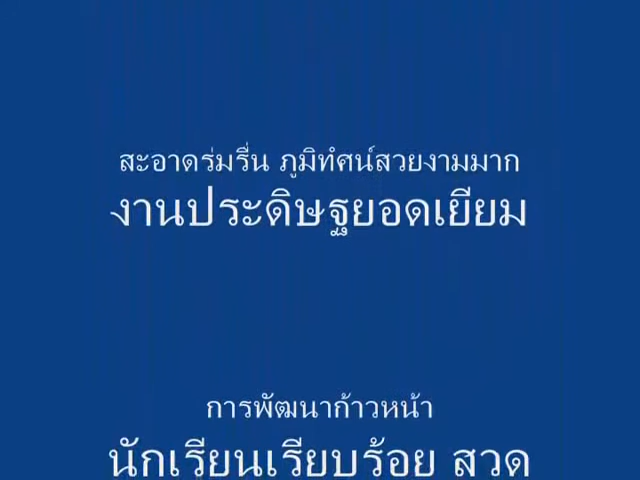 สะอาดร่มรื่น ภูมิทํศน์สวยงามมาก
งานประดิษฐยอดเยียม
การพัฒนาก้าวหน้า
นักเรียนเรียบร้อย สวด